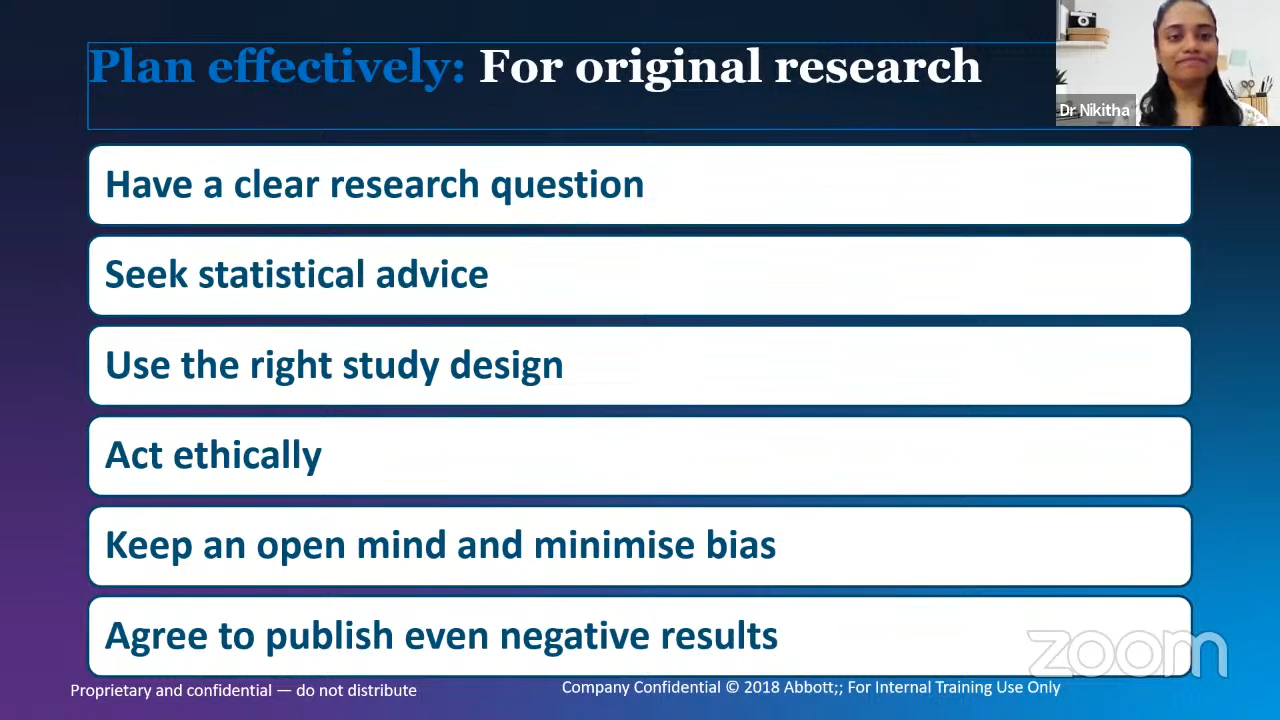 Plan effectively: For original research
Dr Nikitha
Have a clear research question
Seek statistical advice
Use the right study design
Act ethically
Keep an open mind and minimise bias
Agree to publish even negative results
zoom
Proprietary and confidential — do not distribute
Company Confidential © 2018 Abbott;; For Internal Training Use Only